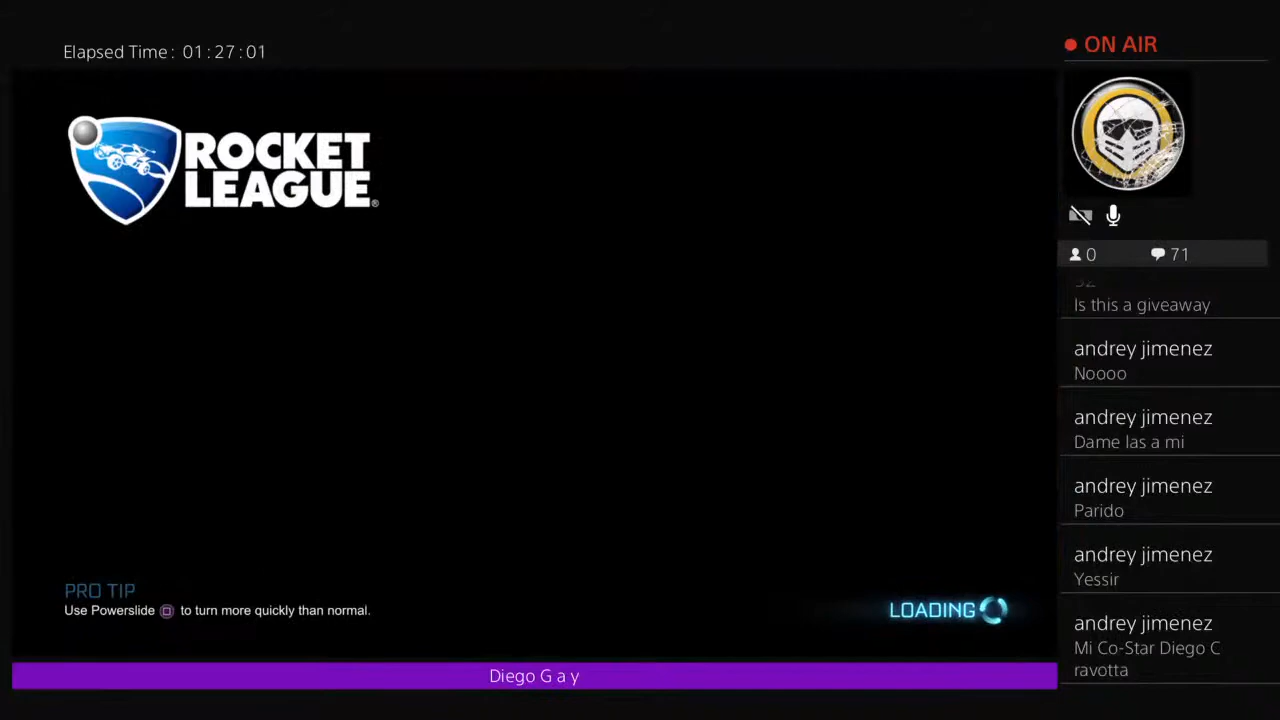 Elapsed Time: 01:27:01
ON AIR
ROCKET
LEAGUE®
0
71
Is this a giveaway
andrey jimenez
Noooo
andrey jimenez
Dame las a mi
andrey jimenez
Parido
andrey jimenez
Yessir
andrey jimenez
Mi Co-Star Diego C
ravotta
PRO TIP
Use Powerslide to turn more quickly than normal.
LOADING
Diego G a y